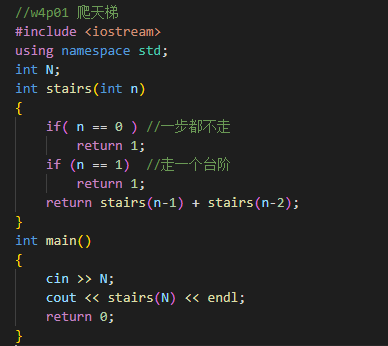 //w4p01 爬天梯
#include <iostream>
using namespace std;
int N;
int stairs(int n)
{
if( n == 0 ) //一步都不走
return 1;
if (n == 1)  //走一个台阶
return 1;
return stairs(n-1) + stairs(n-2);
}
int main()
{
cin >> N;
cout << stairs(N) << endl;
return 0;
}